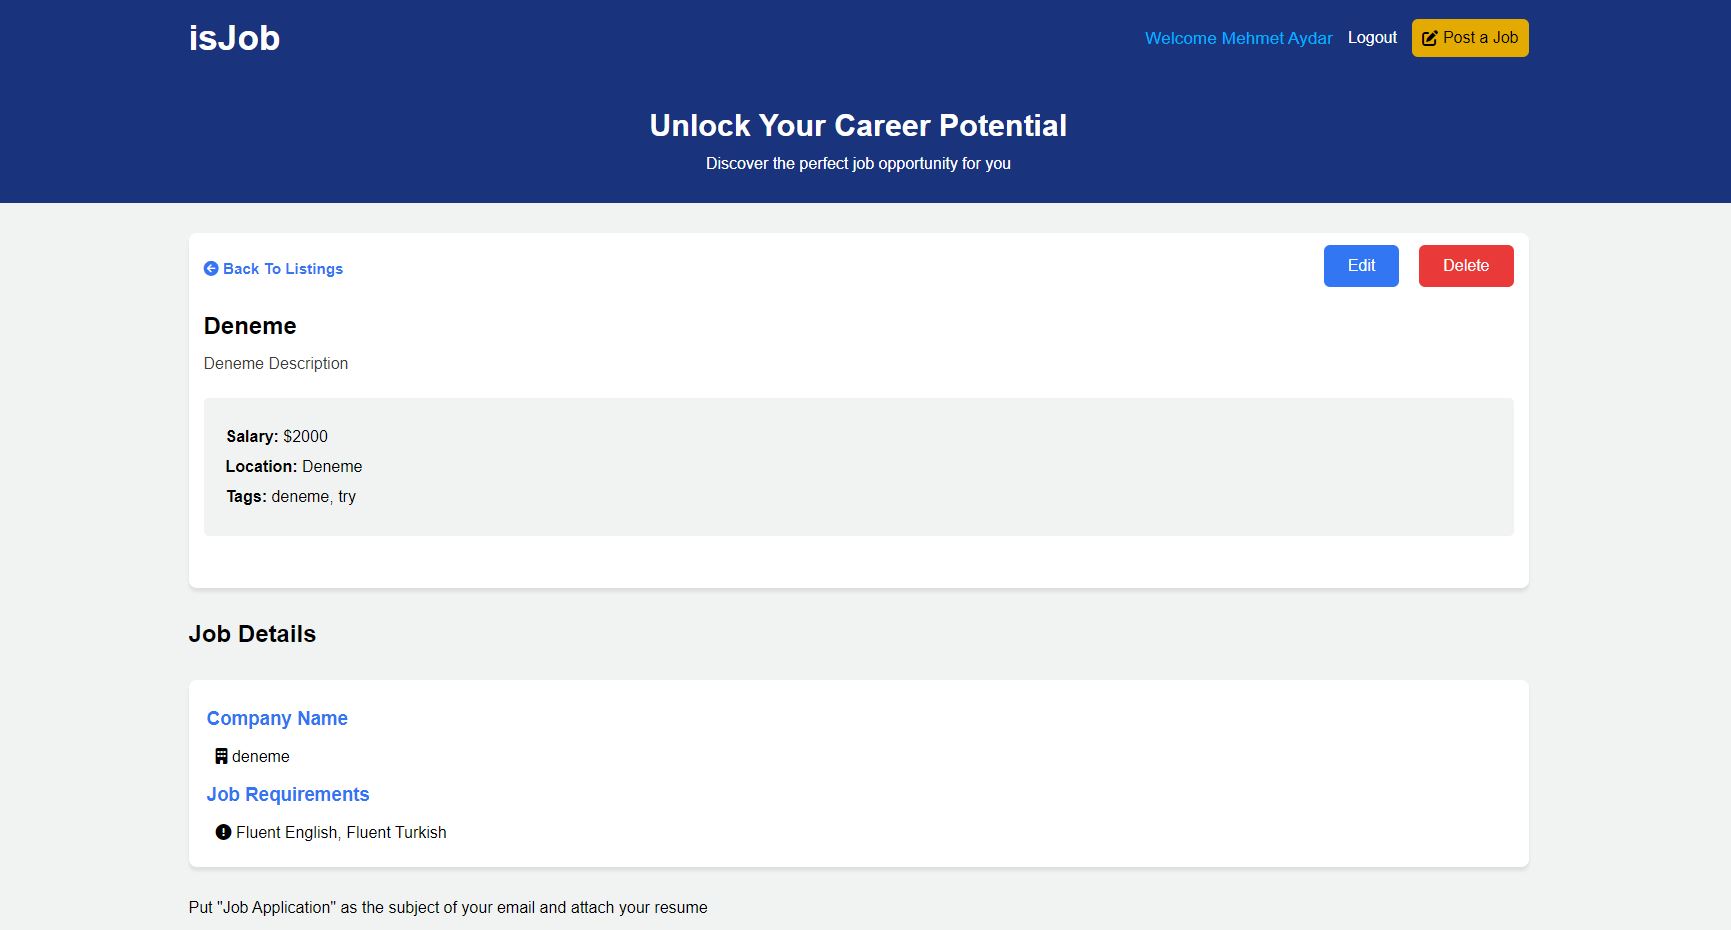 isJob
Welcome Mehmet Aydar Logout Post a Job
Unlock Your Career Potential
Discover the perfect job opportunity for you
Back To Listings Edit Delete
Deneme
Deneme Description
Salary: $2000
Location: Deneme
Tags: deneme, try
Job Details
Company Name
deneme
Job Requirements
Fluent English, Fluent Turkish
Put "Job Application" as the subject of your email and attach your resume